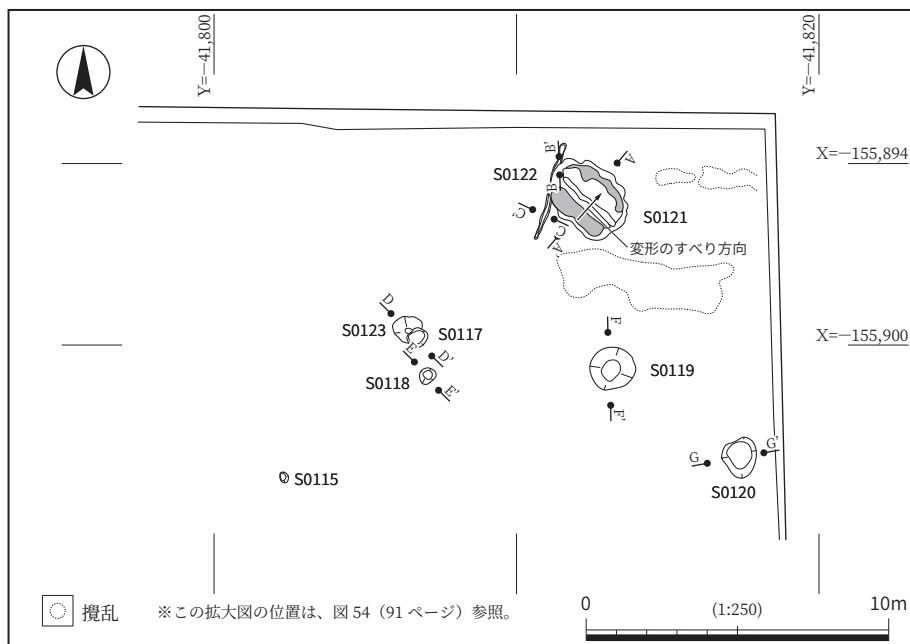 Y=―41,800
Y=―41,820
X=―155,894
X=―155,900
B'
A
S0122
B
S0121
C'
C
A'
変形のすべり方向
D
S0123
S0117
F
E
D'
S0118
E'
S0119
F'
G
G'
S0120
S0115
攪乱
※この拡大図の位置は、図 54（91 ページ）参照。
0
(1:250)
10m